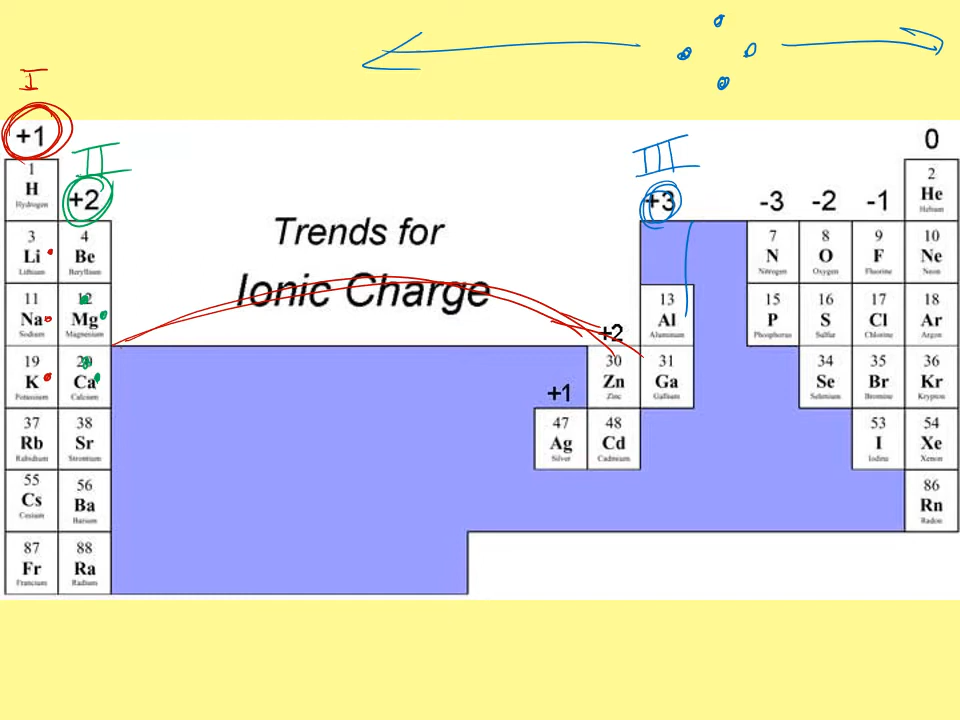 I
+1
II
III
0
1
H
Hydrogen
2
He
Helium
+2
+3
-3
-2
-1
Trends for
Ionic Charge
3
Li
Lithium
4
Be
Beryllium
7
N
Nitrogen
8
O
Oxygen
9
F
Fluorine
10
Ne
Neon
11
Na
Sodium
12
Mg
Magnesium
13
Al
Aluminum
15
P
Phosphorus
16
S
Sulfur
17
Cl
Chlorine
18
Ar
Argon
+2
19
K
Potassium
20
Ca
Calcium
30
Zn
Zinc
31
Ga
Gallium
34
Se
Selenium
35
Br
Bromine
36
Kr
Krypton
+1
37
Rb
Rubidium
38
Sr
Strontium
47
Ag
Silver
48
Cd
Cadmium
53
I
Iodine
54
Xe
Xenon
55
Cs
Cesium
56
Ba
Barium
86
Rn
Radon
87
Fr
Francium
88
Ra
Radium